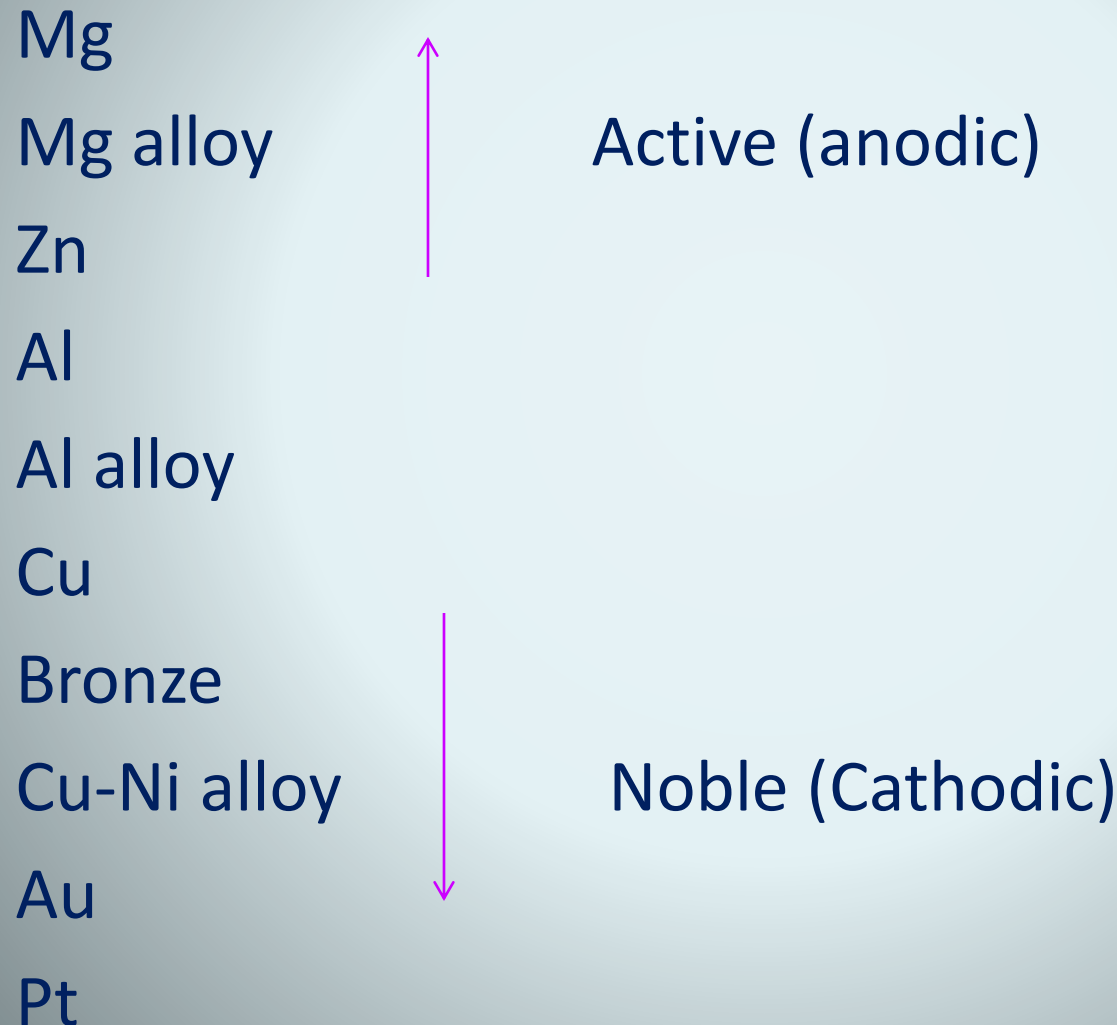 Mg
Mg alloy Active (anodic)
Zn
Al
Al alloy
Cu
Bronze
Cu-Ni alloy Noble (Cathodic)
Au
Pt